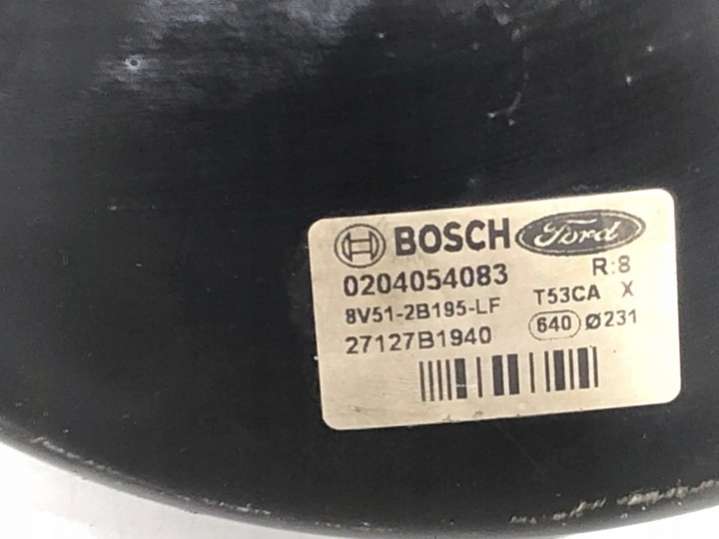 BOSCH Ford
0204054083 R:8
8V51-2B195-LF T53CA X
27127B1940 640 Ø231